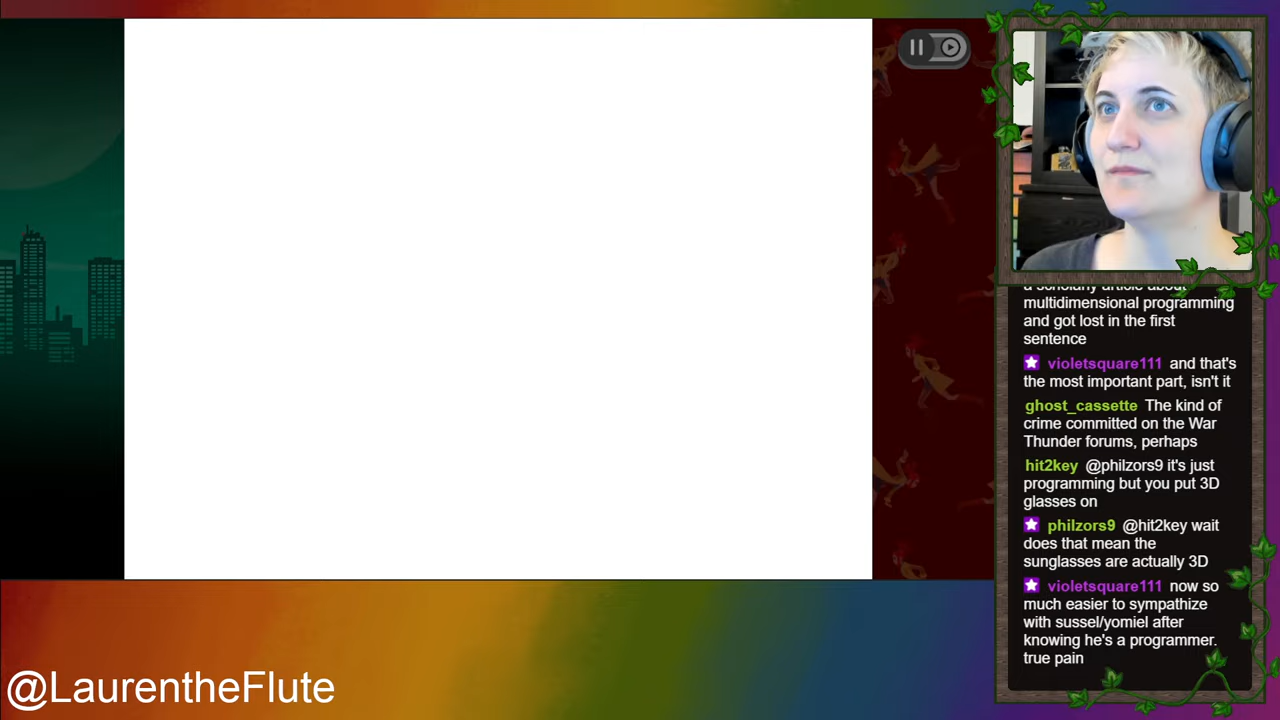 a scholarly article about
multidimensional programming
and got lost in the first
sentence
violetsquare111 and that's
the most important part, isn't it
ghost_cassette The kind of
crime committed on the War
Thunder forums, perhaps
hit2key @philzors9 it's just
programming but you put 3D
glasses on
philzors9 @hit2key wait
does that mean the
sunglasses are actually 3D
violetsquare111 now so
much easier to sympathize
with sussel/yomiel after
knowing he's a programmer.
true pain
@LaurentheFlute